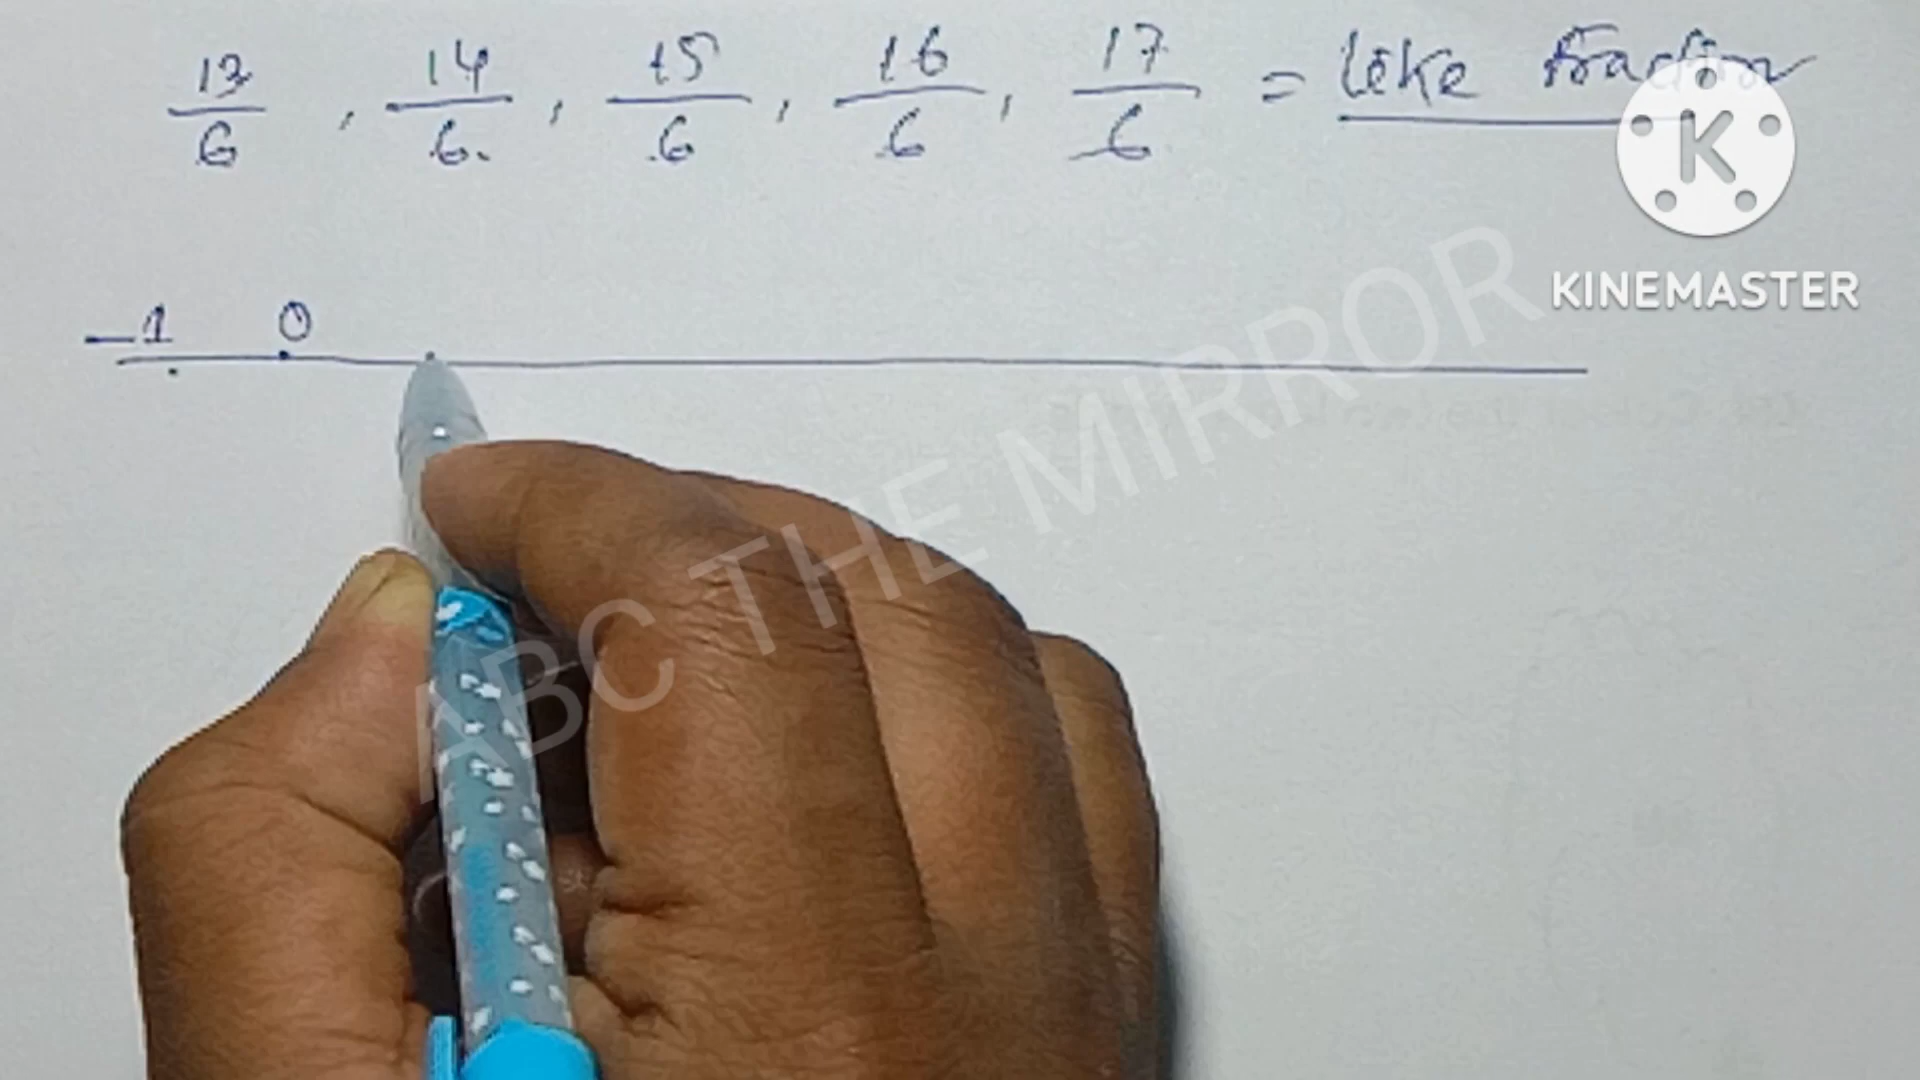 13/6 , 14/6 , 15/6 , 16/6 , 17/6 = like fraction
K
KINEMASTER
-1 0
ABC THE MIRROR